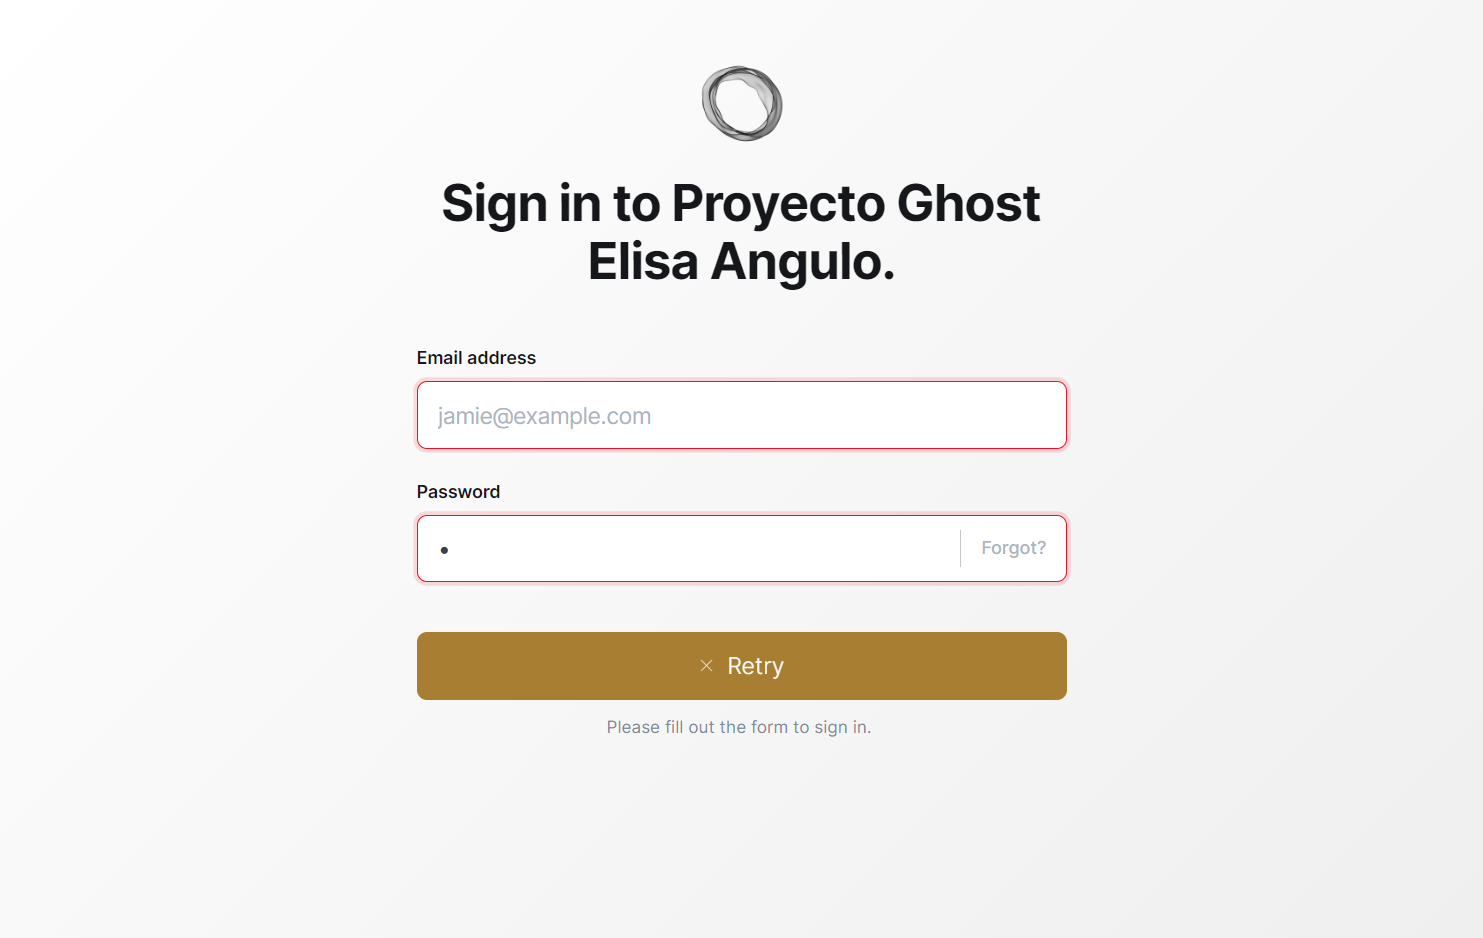 Sign in to Proyecto Ghost
Elisa Angulo.
Email address
jamie@example.com
Password
•
Forgot?
× Retry
Please fill out the form to sign in.